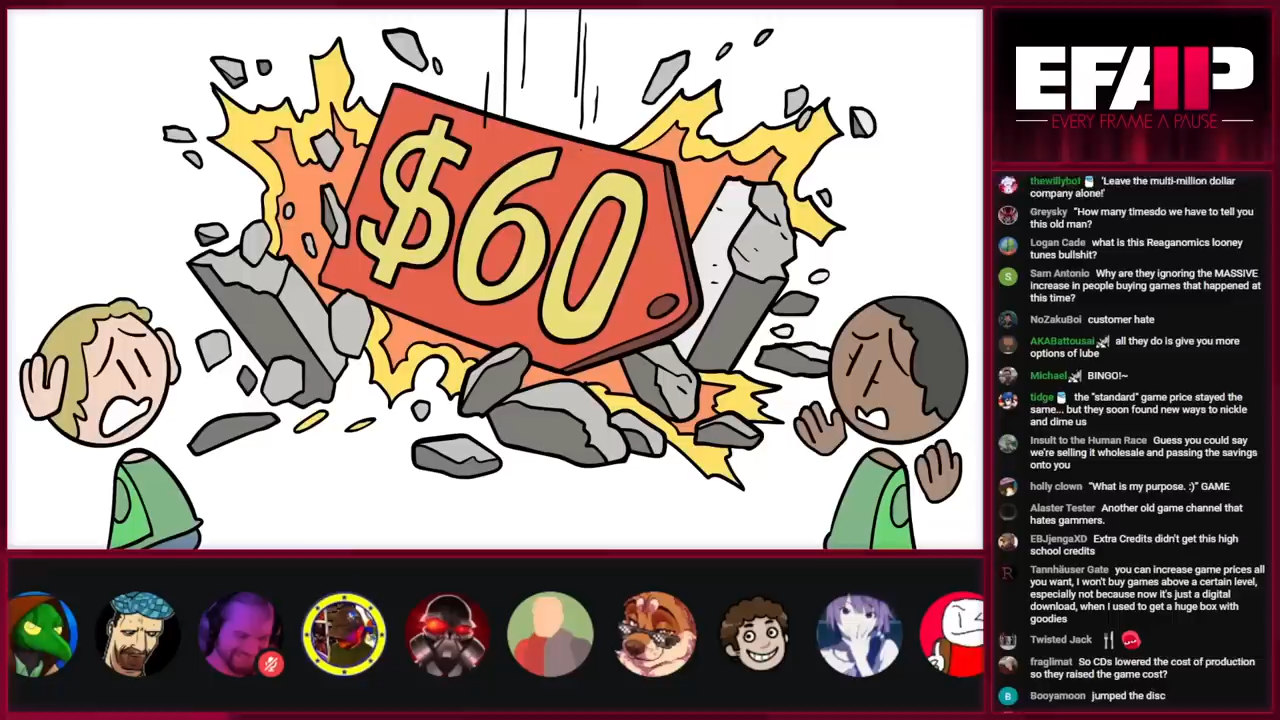 $60
EFAP
EVERY FRAME A PAUSE
thewillyboi 'Leave the multi-million dollar
company alone!'
Greysky "How many timesdo we have to tell you
this old man?
Logan Cade what is this Reaganomics looney
tunes bullshit?
S
Sam Antonio Why are they ignoring the MASSIVE
increase in people buying games that happened at
this time?
NoZakuBoi customer hate
AKABattousai all they do is give you more
options of lube
Michael BINGO!~
tidge the "standard" game price stayed the
same... but they soon found new ways to nickle
and dime us
Insult to the Human Race Guess you could say
we're selling it wholesale and passing the savings
onto you
holly clown "What is my purpose. :)" GAME
Alaster Tester Another old game channel that
hates gammers.
EBJjengaXD Extra Credits didn't get this high
school credits
R
Tannhäuser Gate you can increase game prices all
you want, I won't buy games above a certain level,
especially not because now it's just a digital
download, when I used to get a huge box with
goodies
Twisted Jack
fraglimat So CDs lowered the cost of production
so they raised the game cost?
B
Booyamoon jumped the disc